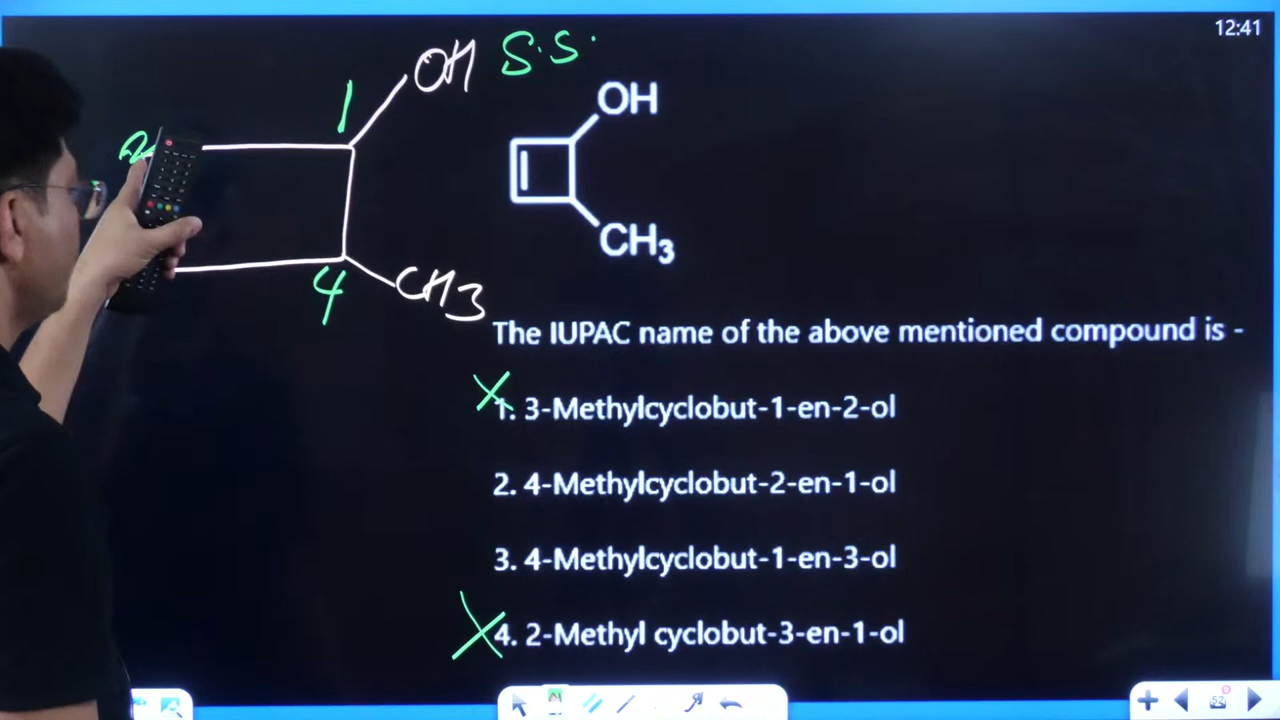 12:41
OH S.S.
1
2
4
CH3
OH
CH₃
The IUPAC name of the above mentioned compound is -
1. 3-Methylcyclobut-1-en-2-ol
2. 4-Methylcyclobut-2-en-1-ol
3. 4-Methylcyclobut-1-en-3-ol
4. 2-Methyl cyclobut-3-en-1-ol
53